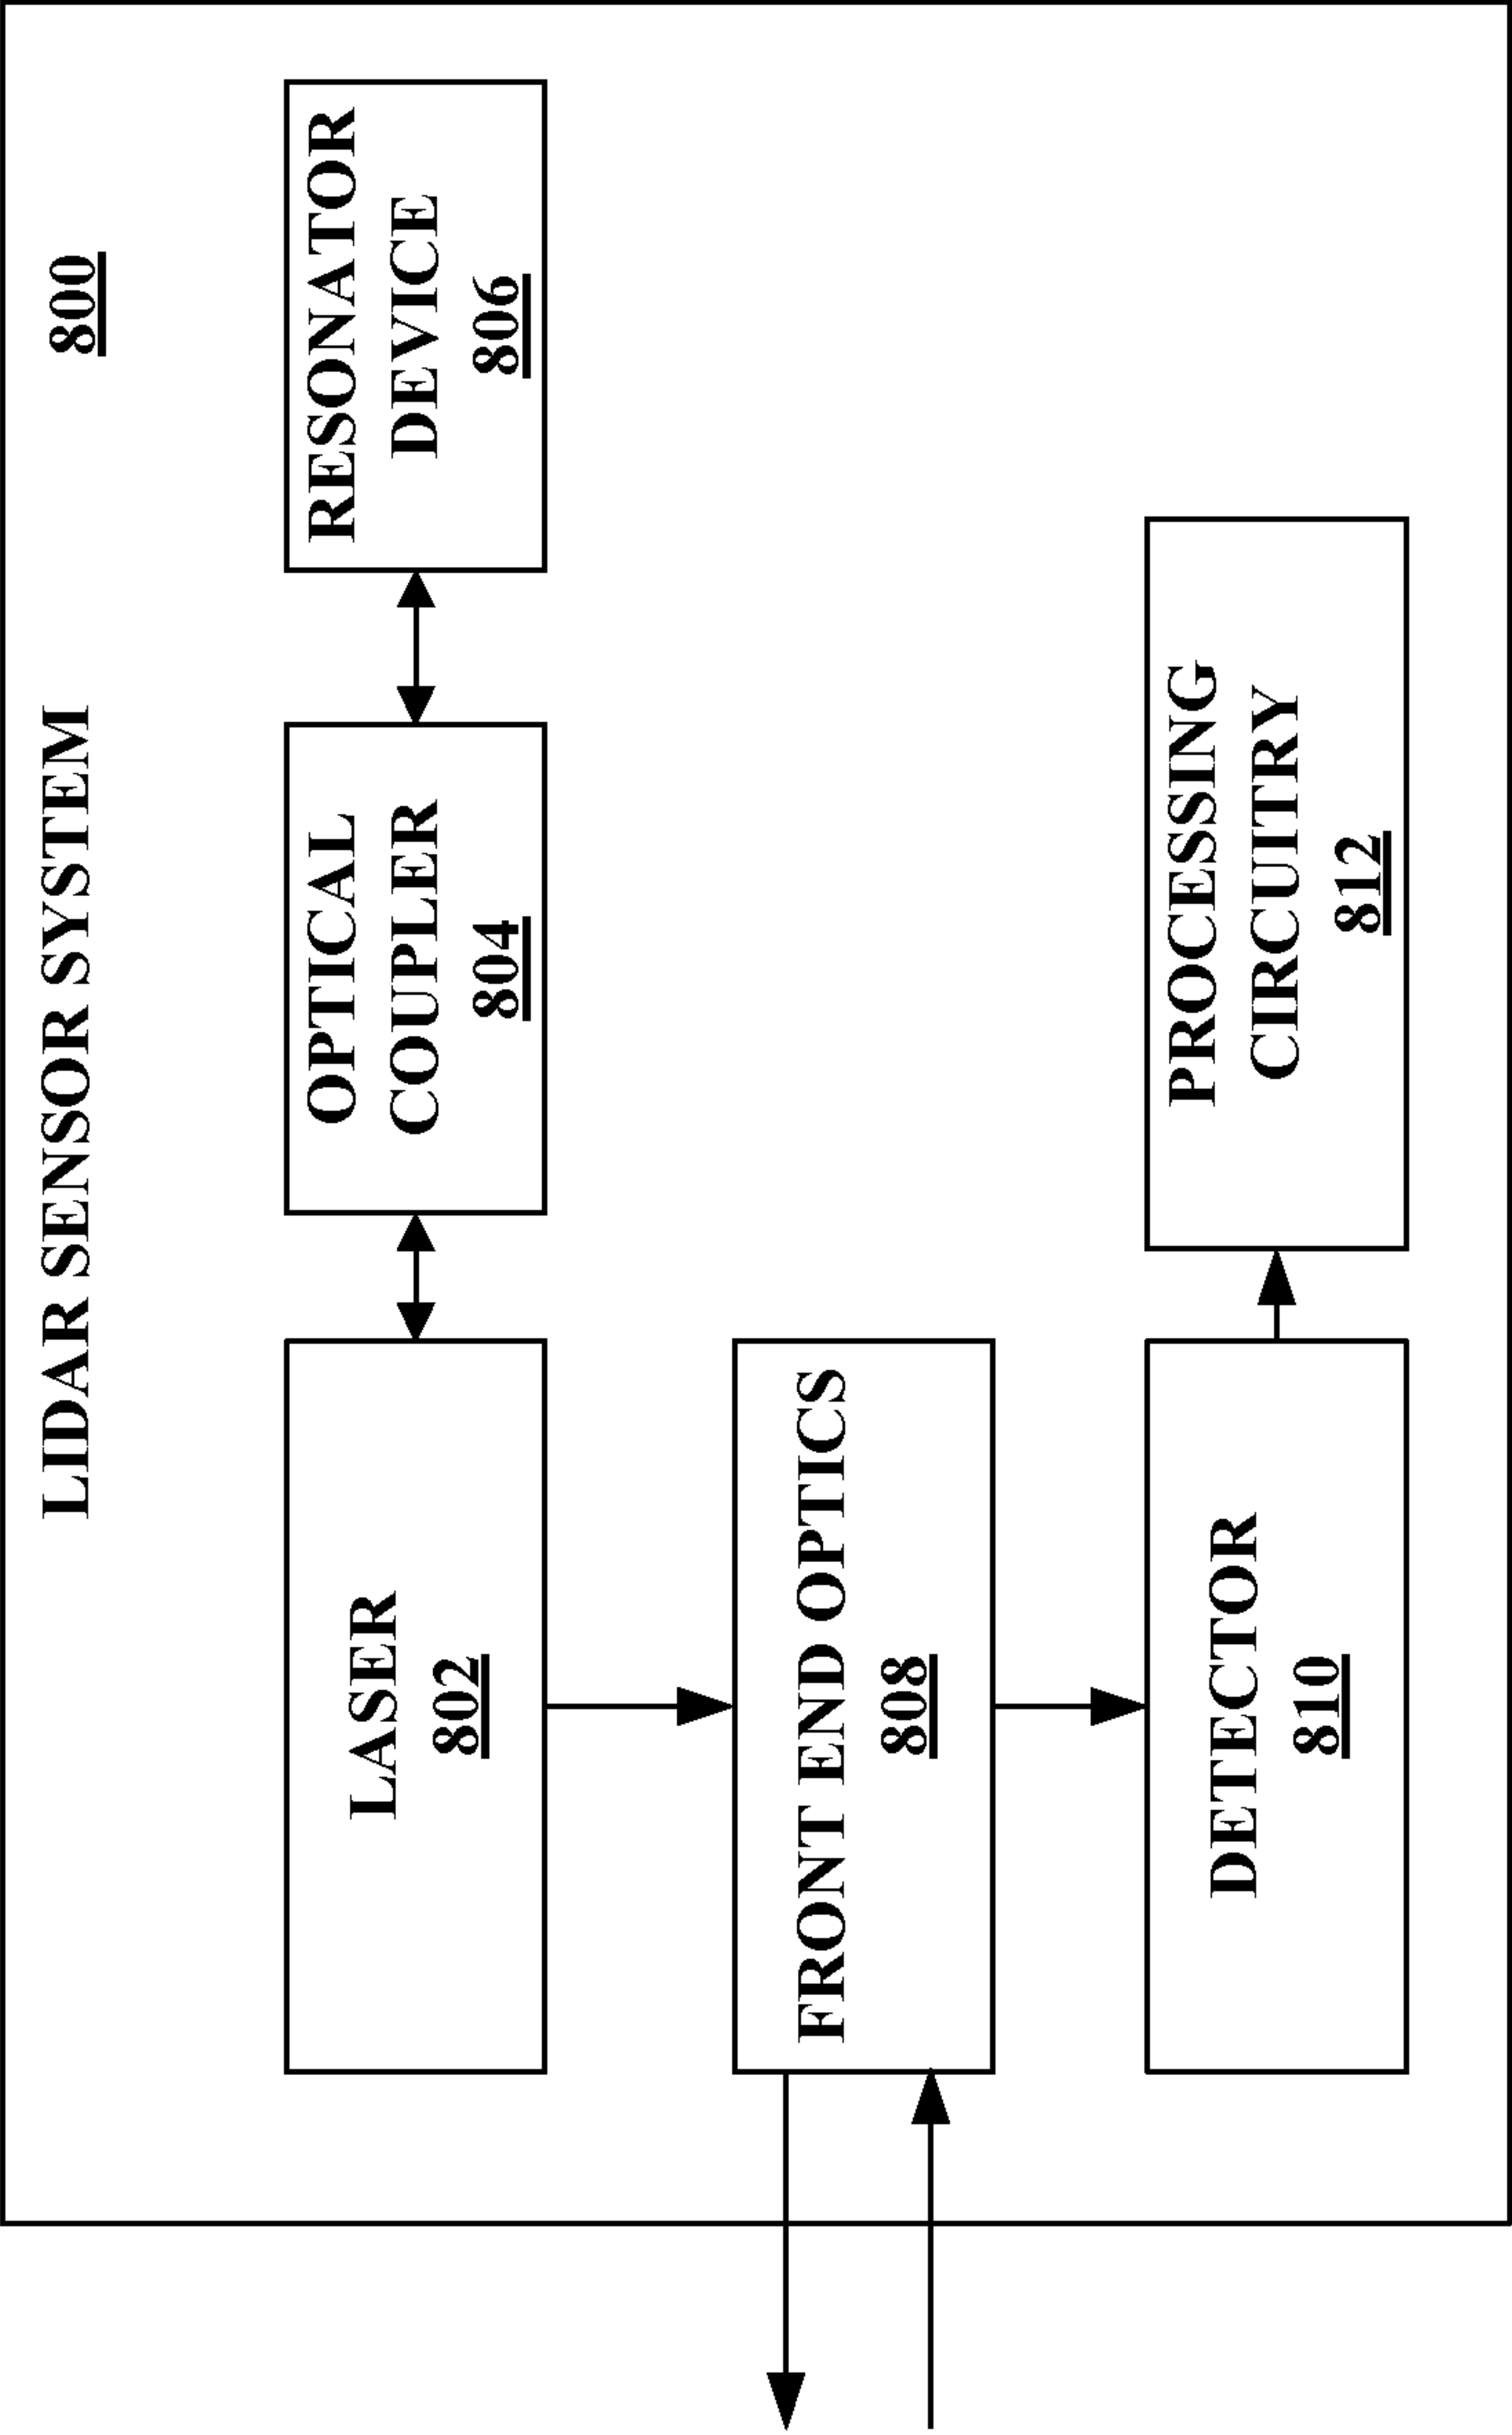 LIDAR SENSOR SYSTEM
800
LASER
802
OPTICAL
COUPLER
804
RESONATOR
DEVICE
806
FRONT END OPTICS
808
DETECTOR
810
PROCESSING
CIRCUITRY
812